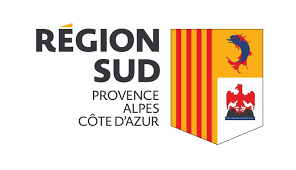 RÉGION
SUD
PROVENCE
ALPES
CÔTE D'AZUR